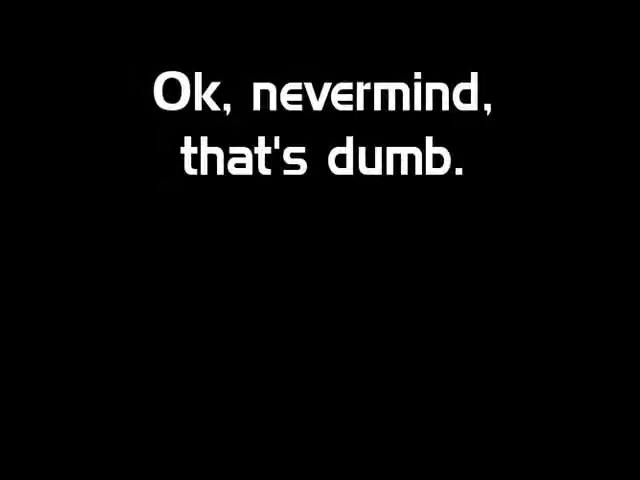 Ok, nevermind,
that's dumb.